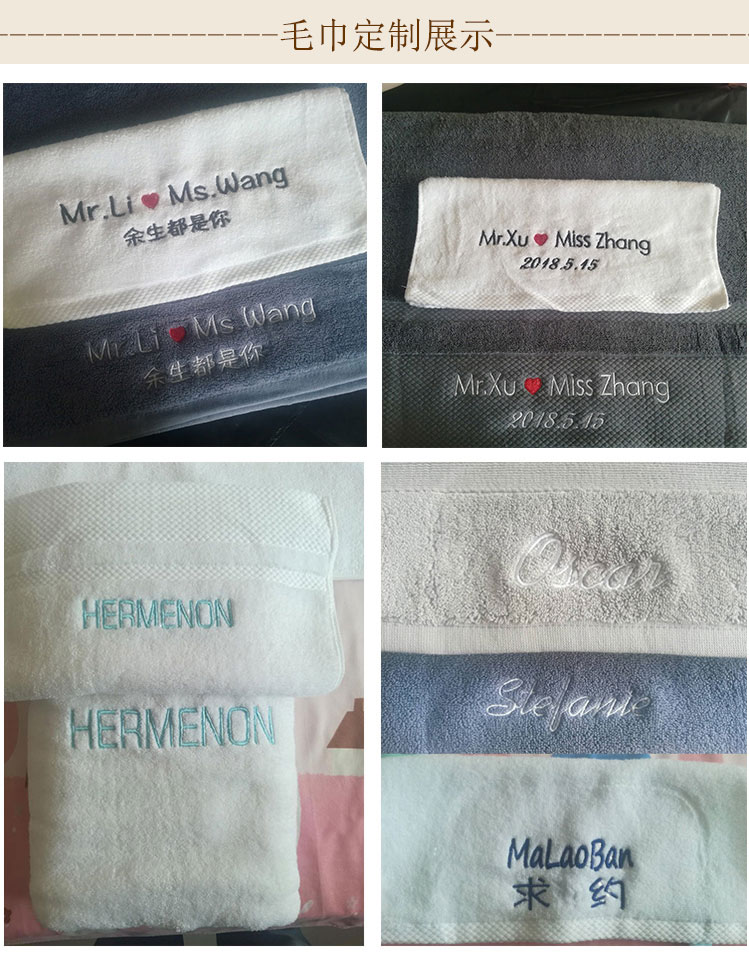 毛巾定制展示
Mr.Li ❤ Ms.Wang
余生都是你
Mr.Li ❤ Ms.Wang
余生都是你
Mr.Xu ❤ Miss Zhang
2018.5.15
Mr.Xu ❤ Miss Zhang
2018.5.15
HERMENON
HERMENON
Oscar
Stefanie
MaLaoBan
求约